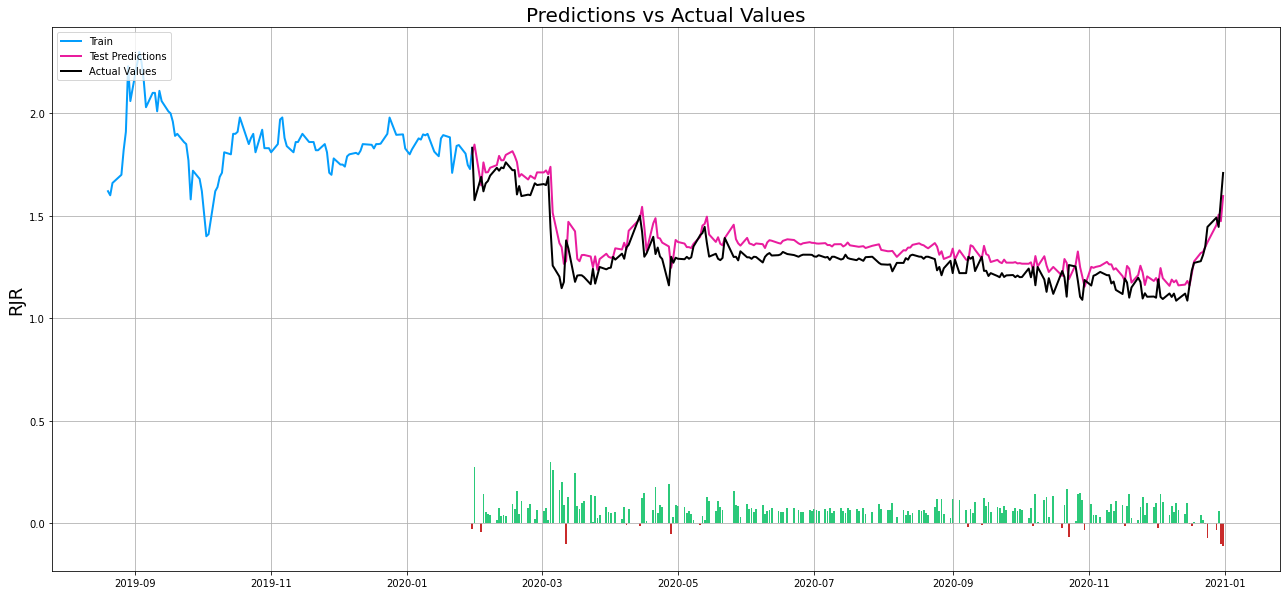 Predictions vs Actual Values
Train
Test Predictions
Actual Values
RJR
2.0
1.5
1.0
0.5
0.0
2019-09 2019-11 2020-01 2020-03 2020-05 2020-07 2020-09 2020-11 2021-01